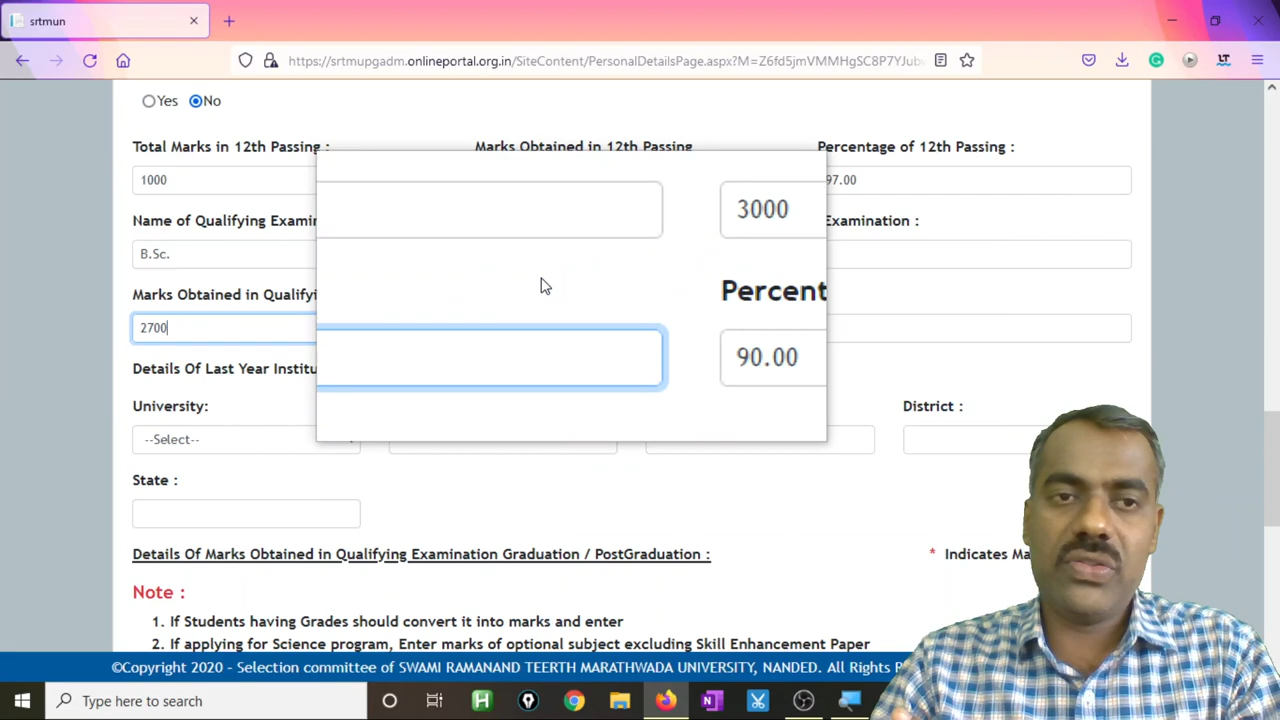 srtmun
https://srtmupgadm.onlineportal.org.in/SiteContent/PersonalDetailsPage.aspx?M=Z6fd5jmVMMHgSC8P7YJub
Yes No
Total Marks in 12th Passing : Marks Obtained in 12th Passing Percentage of 12th Passing :
1000 97.00
3000
Name of Qualifying Exami Examination :
B.Sc.
Percent
Marks Obtained in Qualifyi
2700 90.00
Details Of Last Year Institu
University: District :
--Select--
State :
Details Of Marks Obtained in Qualifying Examination Graduation / PostGraduation : * Indicates Ma
Note :
1. If Students having Grades should convert it into marks and enter
2. If applying for Science program, Enter marks of optional subject excluding Skill Enhancement Paper
©Copyright 2020 - Selection committee of SWAMI RAMANAND TEERTH MARATHWADA UNIVERSITY, NANDED. All Ri
Type here to search